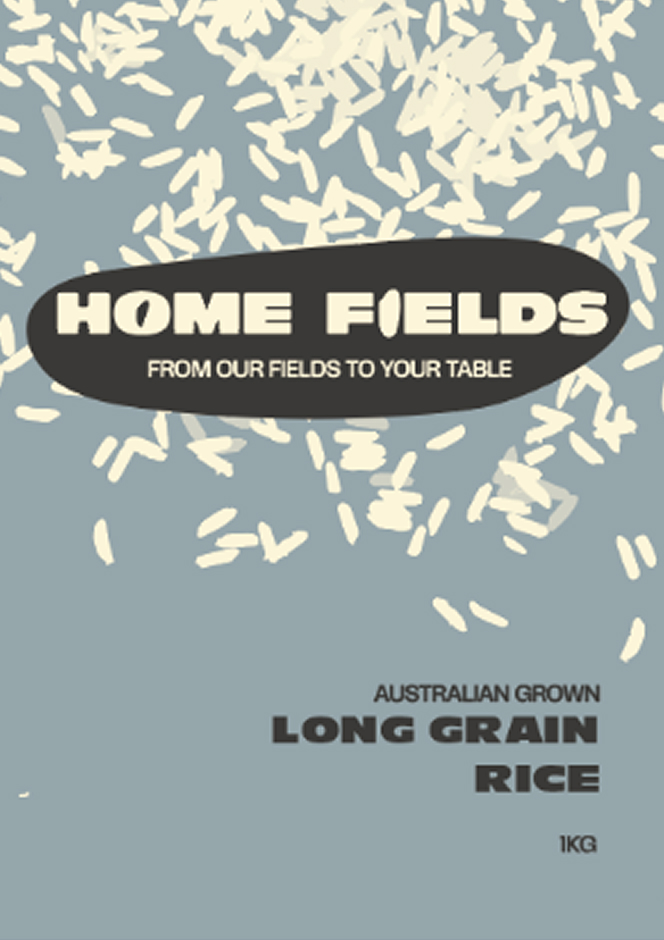 HOME FIELDS
FROM OUR FIELDS TO YOUR TABLE
AUSTRALIAN GROWN
LONG GRAIN
RICE
1KG